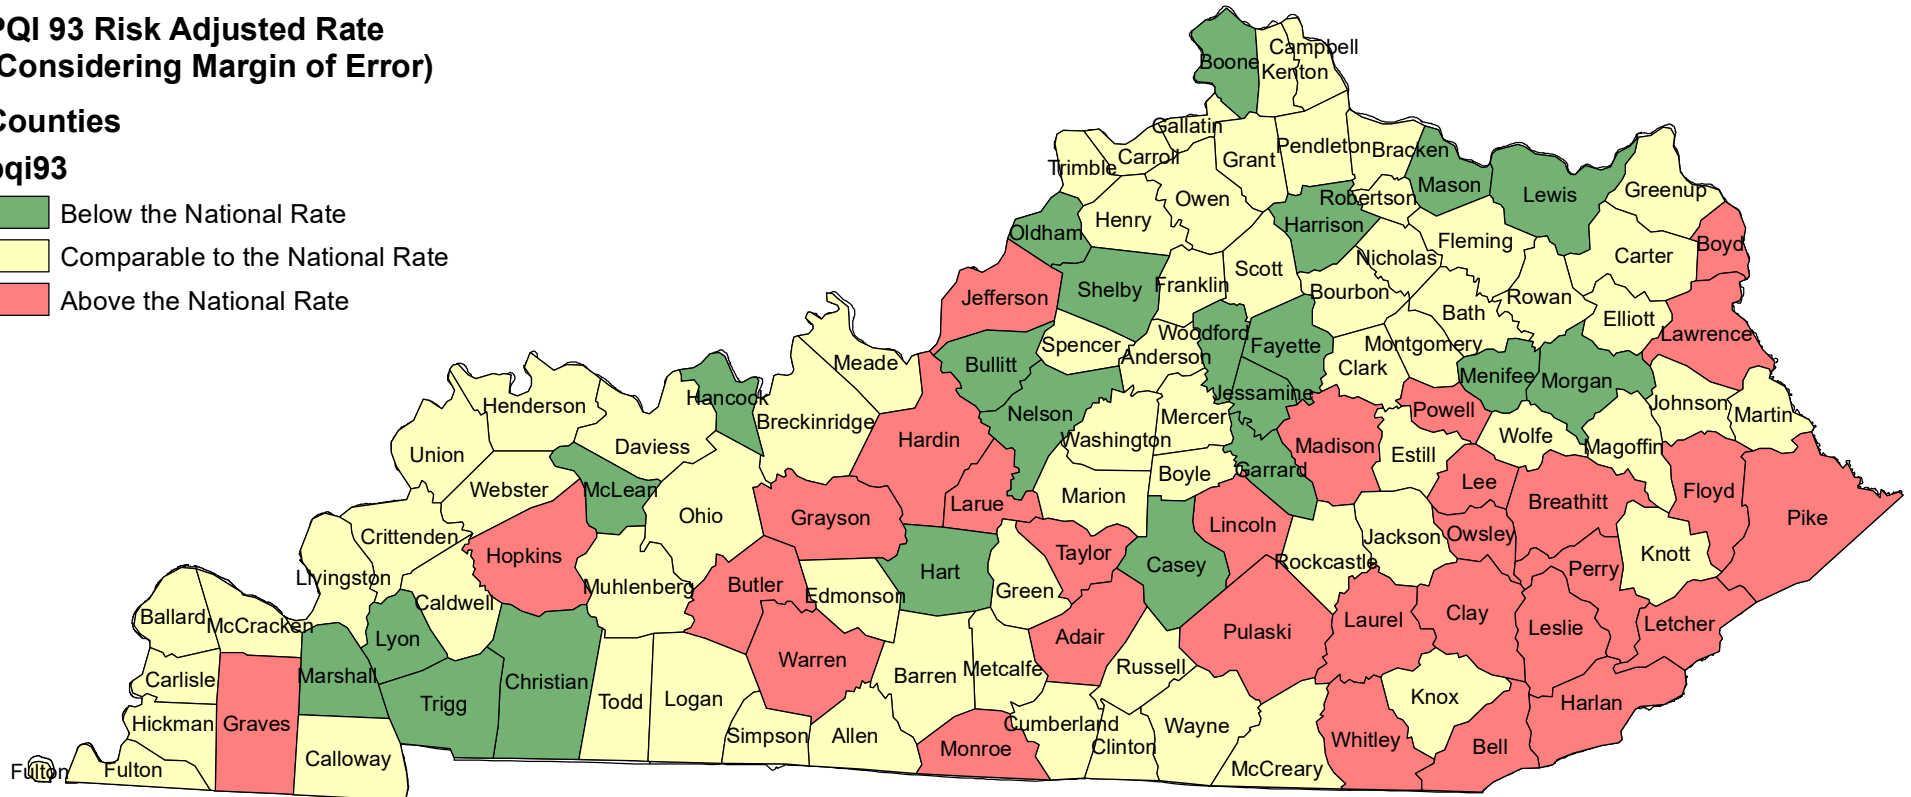 PQI 93 Risk Adjusted Rate
(Considering Margin of Error)
Counties
pqi93
Below the National Rate
Comparable to the National Rate
Above the National Rate
Boone
Campbell
Kenton
Gallatin
Trimble
Carroll
Grant
Pendleton
Bracken
Mason
Lewis
Greenup
Oldham
Henry
Owen
Harrison
Robertson
Fleming
Carter
Boyd
Jefferson
Shelby
Franklin
Scott
Nicholas
Bourbon
Bath
Rowan
Elliott
Lawrence
Meade
Bullitt
Spencer
Anderson
Woodford
Fayette
Clark
Montgomery
Menifee
Morgan
Johnson
Martin
Henderson
Daviess
Hancock
Breckinridge
Hardin
Nelson
Washington
Mercer
Jessamine
Madison
Powell
Estill
Wolfe
Magoffin
Union
Webster
McLean
Ohio
Grayson
Larue
Marion
Boyle
Garrard
Lincoln
Lee
Breathitt
Floyd
Pike
Crittenden
Hopkins
Muhlenberg
Butler
Edmonson
Hart
Green
Taylor
Casey
Rockcastle
Jackson
Owsley
Perry
Knott
Livingston
Caldwell
Ballard
McCracken
Lyon
Christian
Warren
Barren
Metcalfe
Adair
Russell
Pulaski
Laurel
Clay
Leslie
Letcher
Carlisle
Marshall
Trigg
Todd
Logan
Simpson
Allen
Monroe
Cumberland
Clinton
Wayne
McCreary
Whitley
Knox
Bell
Harlan
Hickman
Graves
Calloway
Fulton
Fulton